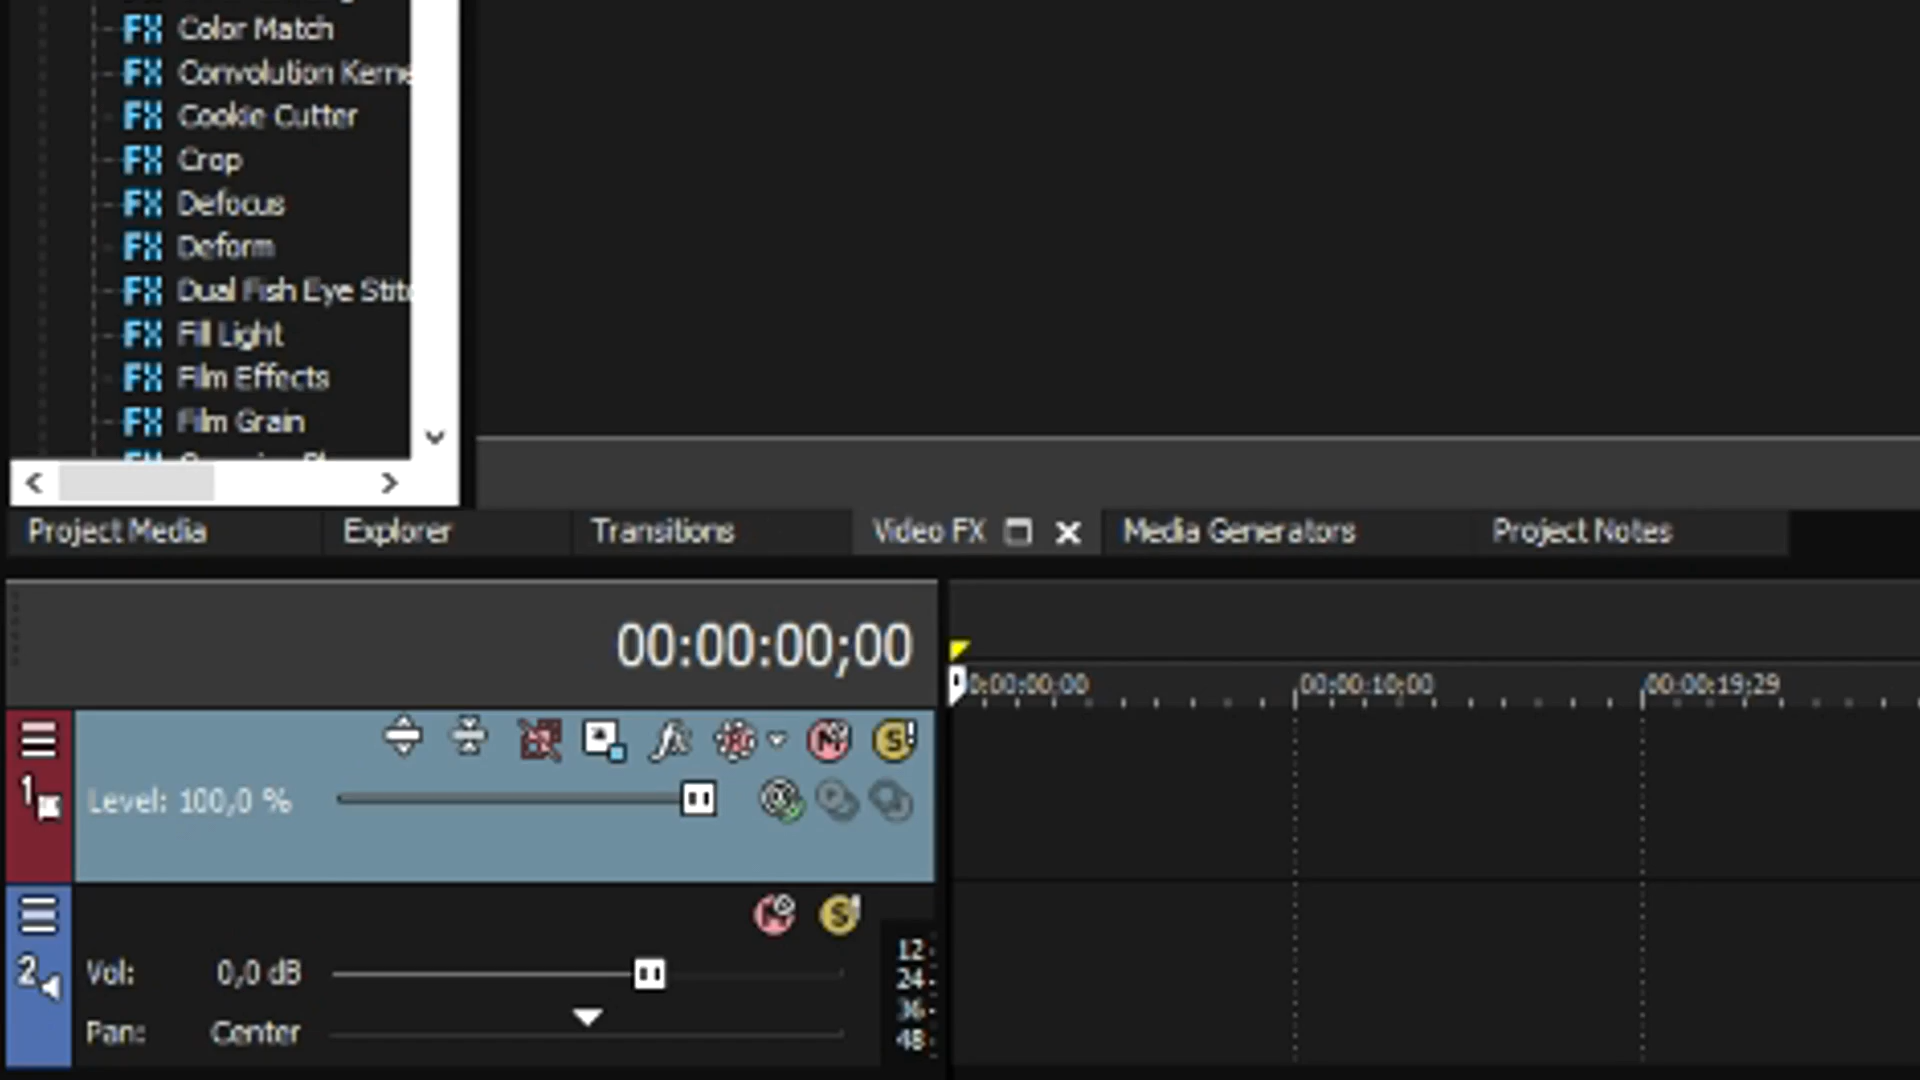 FX Color Match
FX Convolution Kerne
FX Cookie Cutter
FX Crop
FX Defocus
FX Deform
FX Dual Fish Eye Stit
FX Fill Light
FX Film Effects
FX Film Grain
Project Media Explorer Transitions Video FX Media Generators Project Notes
00:00:00;00
0:00:00;00 00:00:10;00 00:00:19;29
M S
1
Level: 100,0 %
M S
2
Vol: 0,0 dB
Pan: Center
12
24
36
48